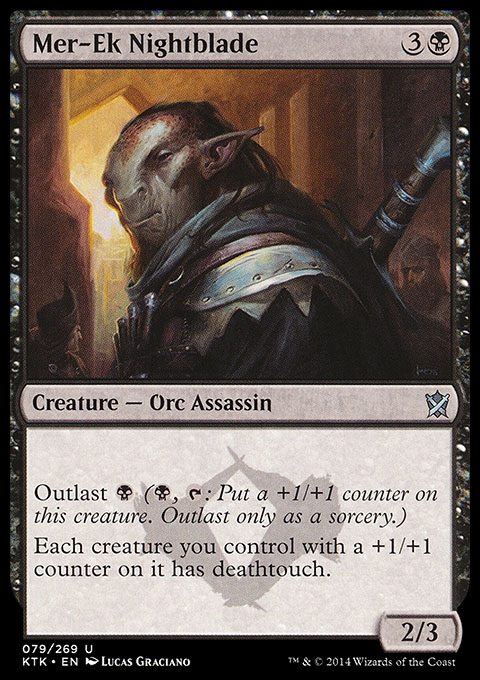 Mer-Ek Nightblade 3
Creature — Orc Assassin
Outlast (, : Put a +1/+1 counter on
this creature. Outlast only as a sorcery.)
Each creature you control with a +1/+1
counter on it has deathtouch.
2/3
079/269 U
KTK • EN Lucas Graciano
™ & © 2014 Wizards of the Coast